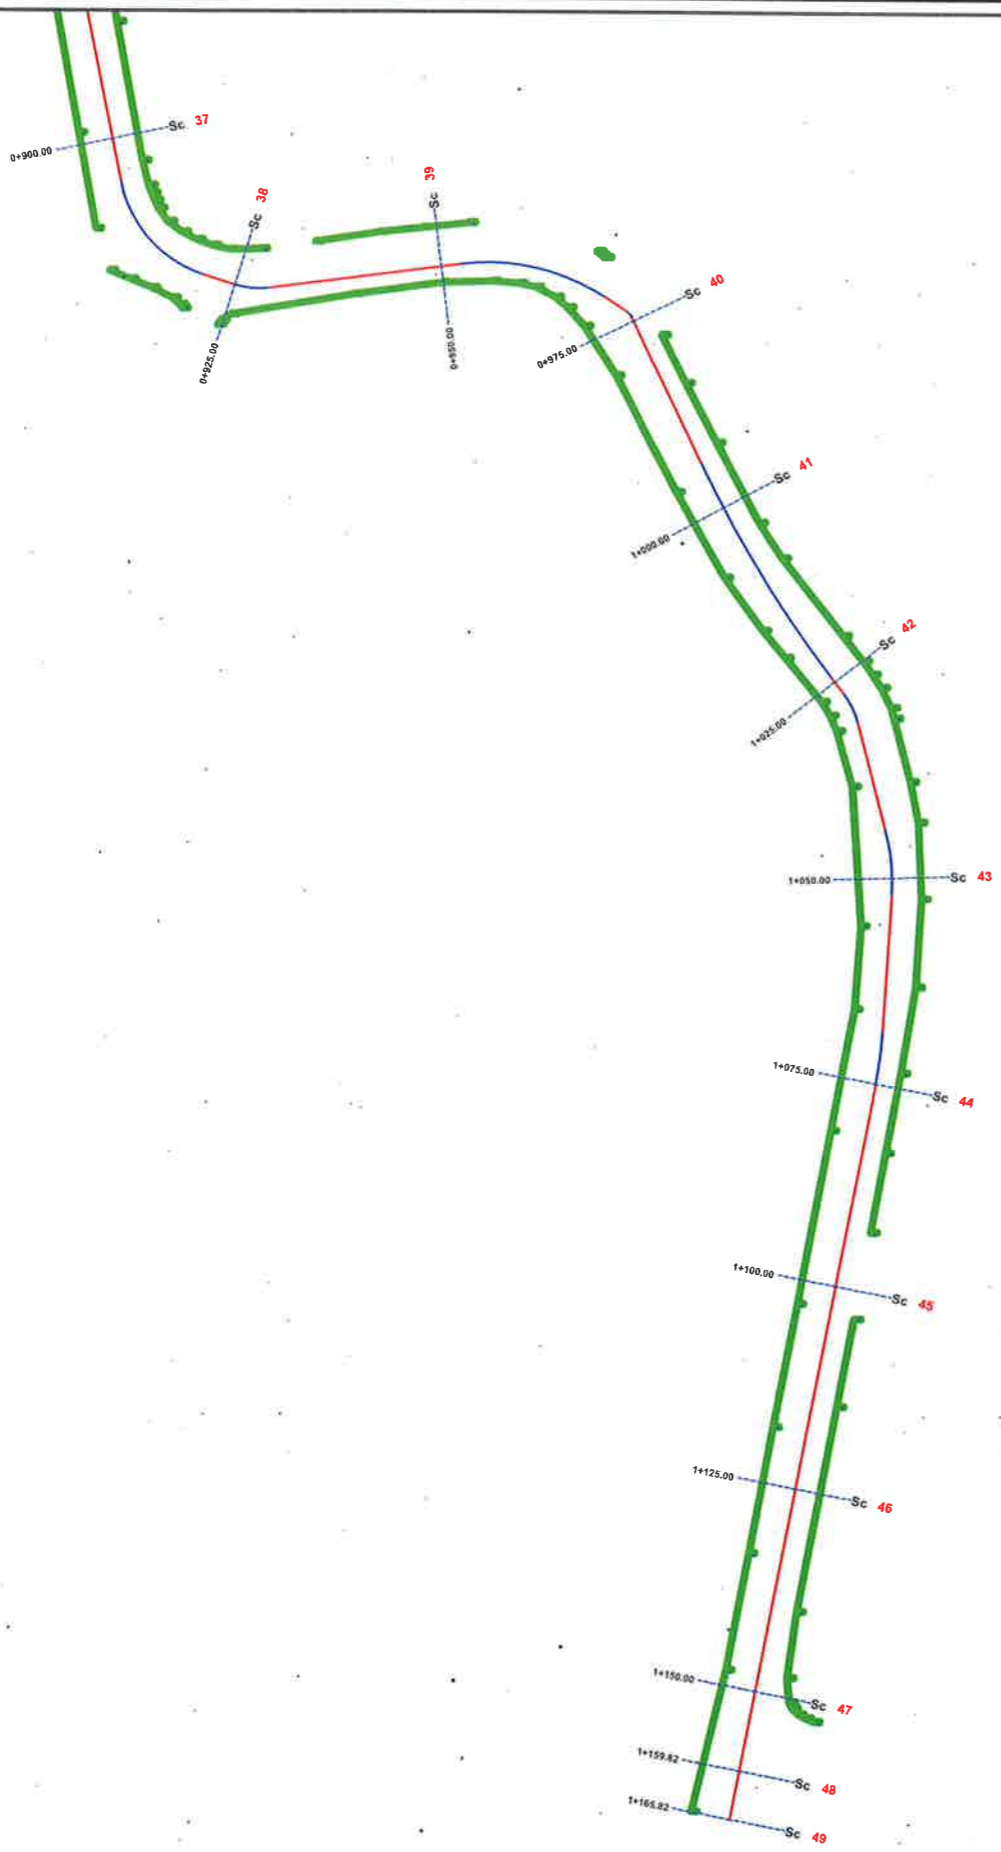 0+900.00 Sc 37
0+925.00 Sc 38
0+950.00 Sc 39
0+975.00 Sc 40
1+000.00 Sc 41
1+025.00 Sc 42
1+050.00 Sc 43
1+075.00 Sc 44
1+100.00 Sc 45
1+125.00 Sc 46
1+150.00 Sc 47
1+159.82 Sc 48
1+165.82 Sc 49